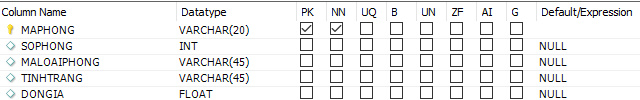 Column Name Datatype PK NN UQ B UN ZF AI G Default/Expression
MAPHONG VARCHAR(20)
SOPHONG INT NULL
MALOAIPHONG VARCHAR(45) NULL
TINHTRANG VARCHAR(45) NULL
DONGIA FLOAT NULL